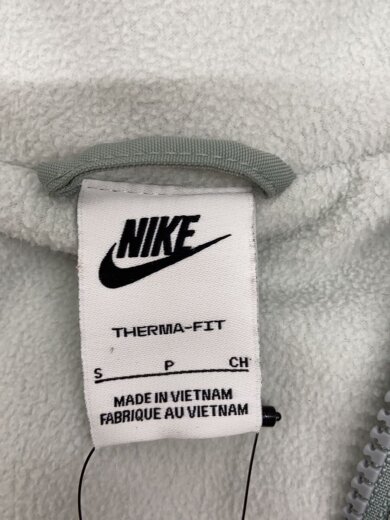 NIKE
THERMA-FIT
S P CH
MADE IN VIETNAM
FABRIQUE AU VIETNAM